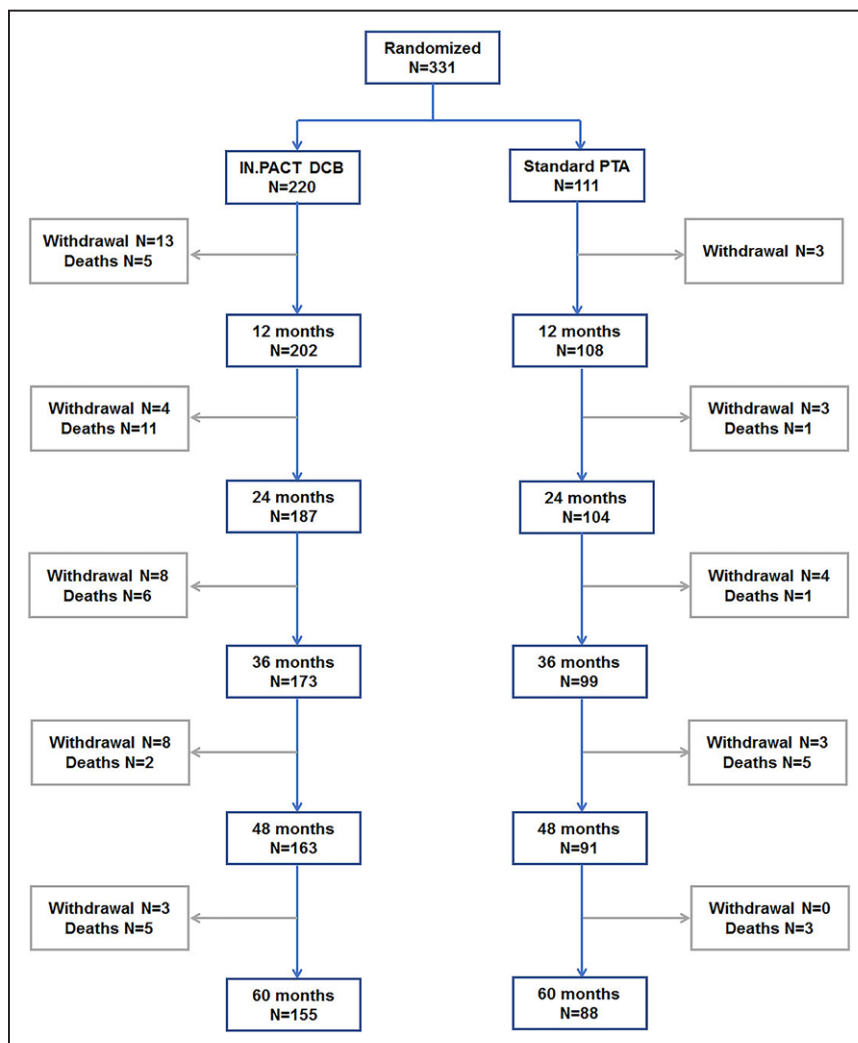 Randomized
N=331
IN.PACT DCB
N=220
Standard PTA
N=111
Withdrawal N=13
Deaths N=5
Withdrawal N=3
12 months
N=202
12 months
N=108
Withdrawal N=4
Deaths N=11
Withdrawal N=3
Deaths N=1
24 months
N=187
24 months
N=104
Withdrawal N=8
Deaths N=6
Withdrawal N=4
Deaths N=1
36 months
N=173
36 months
N=99
Withdrawal N=8
Deaths N=2
Withdrawal N=3
Deaths N=5
48 months
N=163
48 months
N=91
Withdrawal N=3
Deaths N=5
Withdrawal N=0
Deaths N=3
60 months
N=155
60 months
N=88